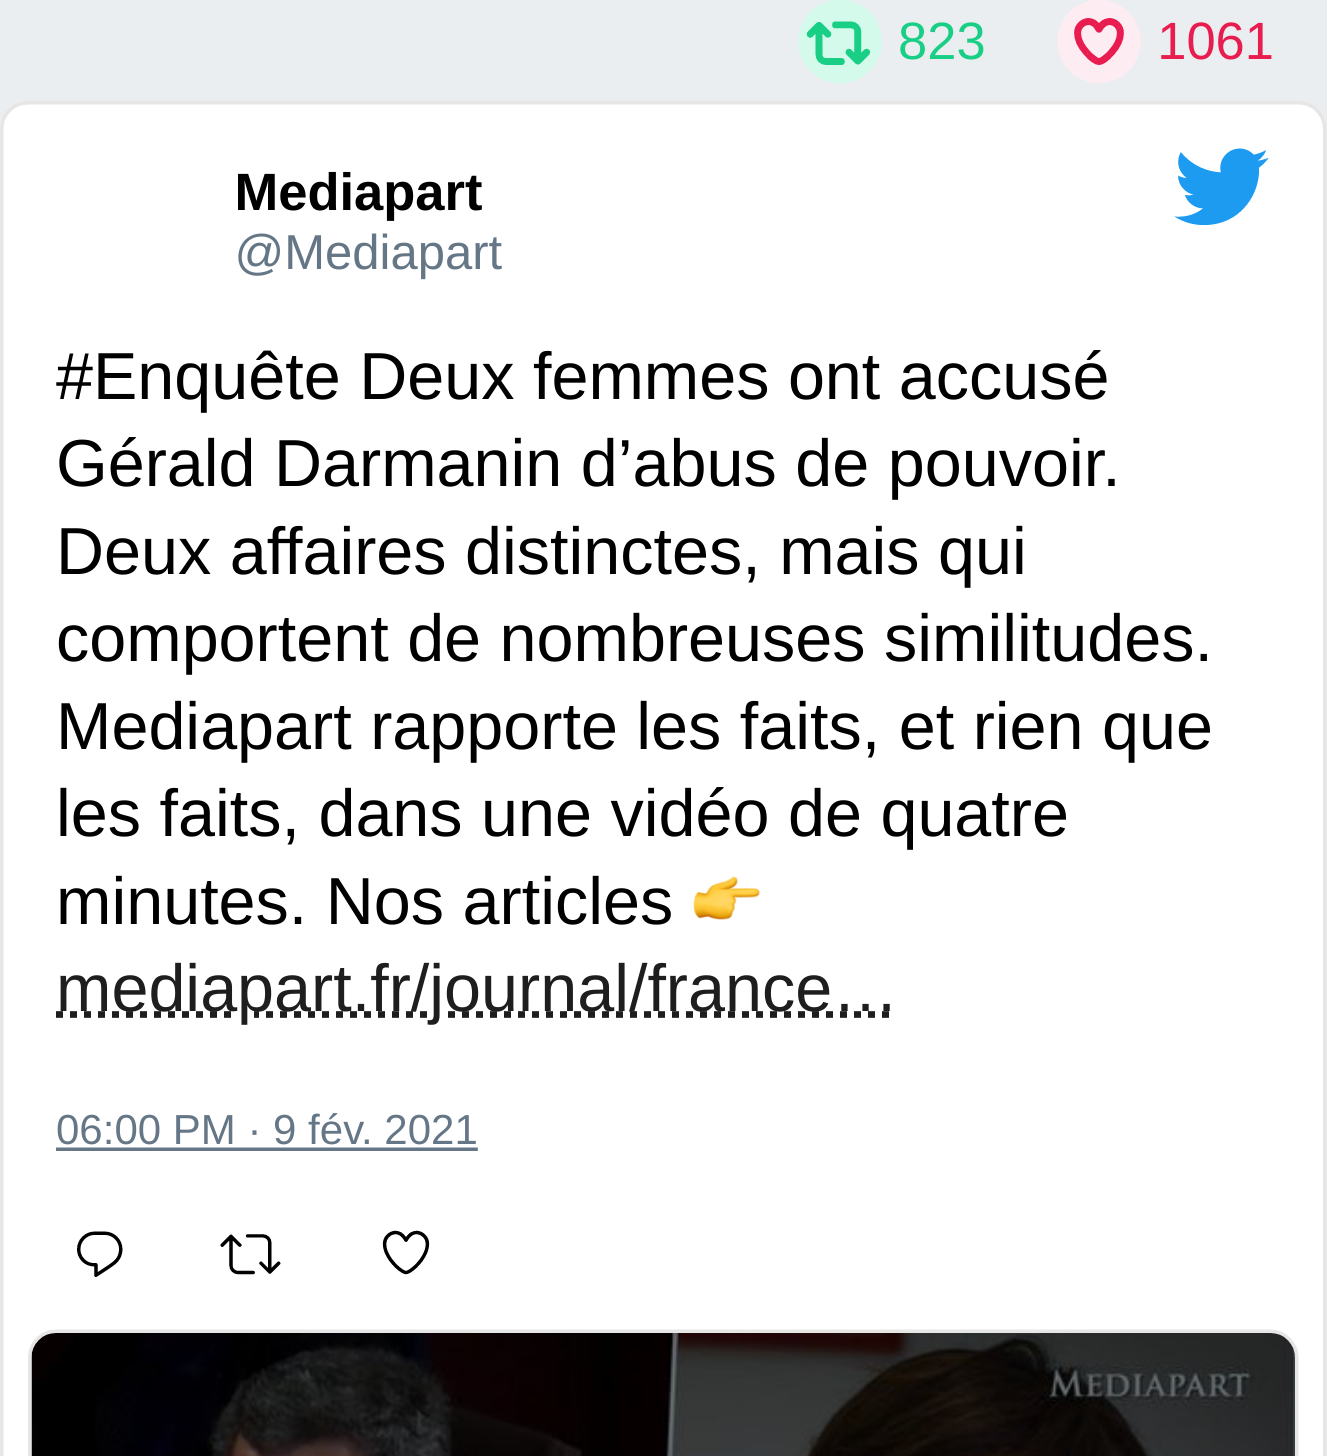 823 1061
Mediapart
@Mediapart
#Enquête Deux femmes ont accusé
Gérald Darmanin d’abus de pouvoir.
Deux affaires distinctes, mais qui
comportent de nombreuses similitudes.
Mediapart rapporte les faits, et rien que
les faits, dans une vidéo de quatre
minutes. Nos articles 👉
mediapart.fr/journal/france…
06:00 PM · 9 fév. 2021
MEDIAPART